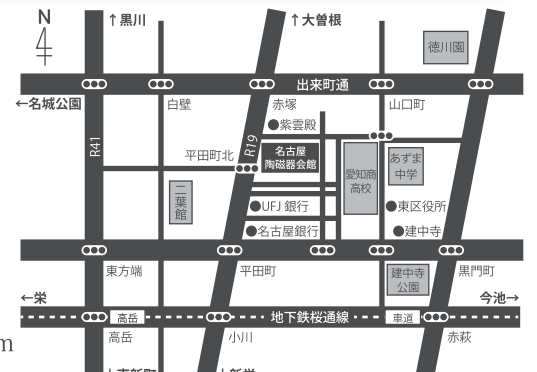 N
↑黒川
↑大曽根
徳川園
出来町通
←名城公園
白壁
赤塚
山口町
●紫雲殿
R41
R19
平田町北
名古屋
陶磁器会館
愛知商
高校
あずま
中学
二葉館
●UFJ 銀行
●東区役所
●名古屋銀行
●建中寺
東方端
平田町
建中寺
公園
黒門町
←栄
今池→
高岳
地下鉄桜通線
車道
高岳
小川
赤萩
m